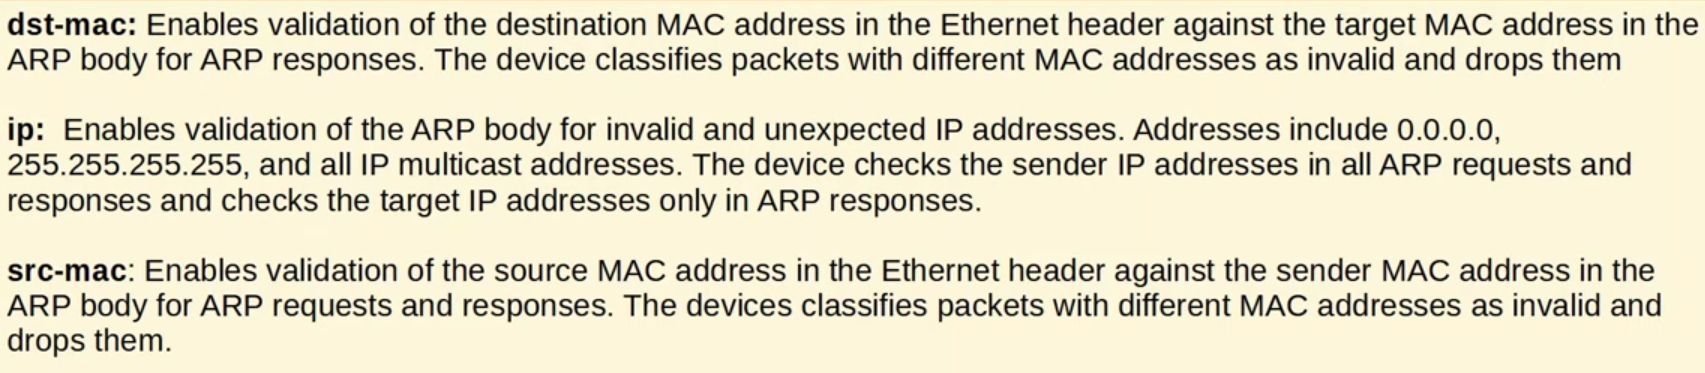 dst-mac: Enables validation of the destination MAC address in the Ethernet header against the target MAC address in the
ARP body for ARP responses. The device classifies packets with different MAC addresses as invalid and drops them
ip:  Enables validation of the ARP body for invalid and unexpected IP addresses. Addresses include 0.0.0.0,
255.255.255.255, and all IP multicast addresses. The device checks the sender IP addresses in all ARP requests and
responses and checks the target IP addresses only in ARP responses.
src-mac: Enables validation of the source MAC address in the Ethernet header against the sender MAC address in the
ARP body for ARP requests and responses. The devices classifies packets with different MAC addresses as invalid and
drops them.